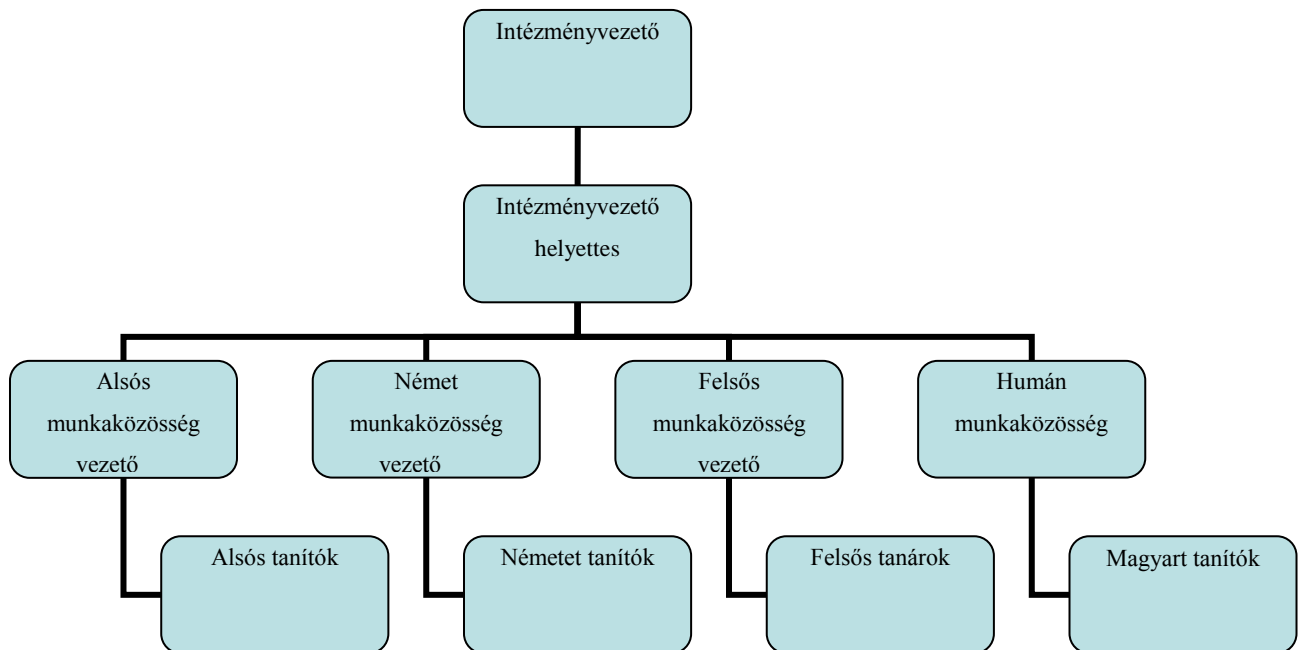 Intézményvezető
Intézményvezető
helyettes
Alsós
munkaközösség
vezető
Német
munkaközösség
vezető
Felsős
munkaközösség
vezető
Humán
munkaközösség
Alsós tanítók
Németet tanítók
Felsős tanárok
Magyart tanítók